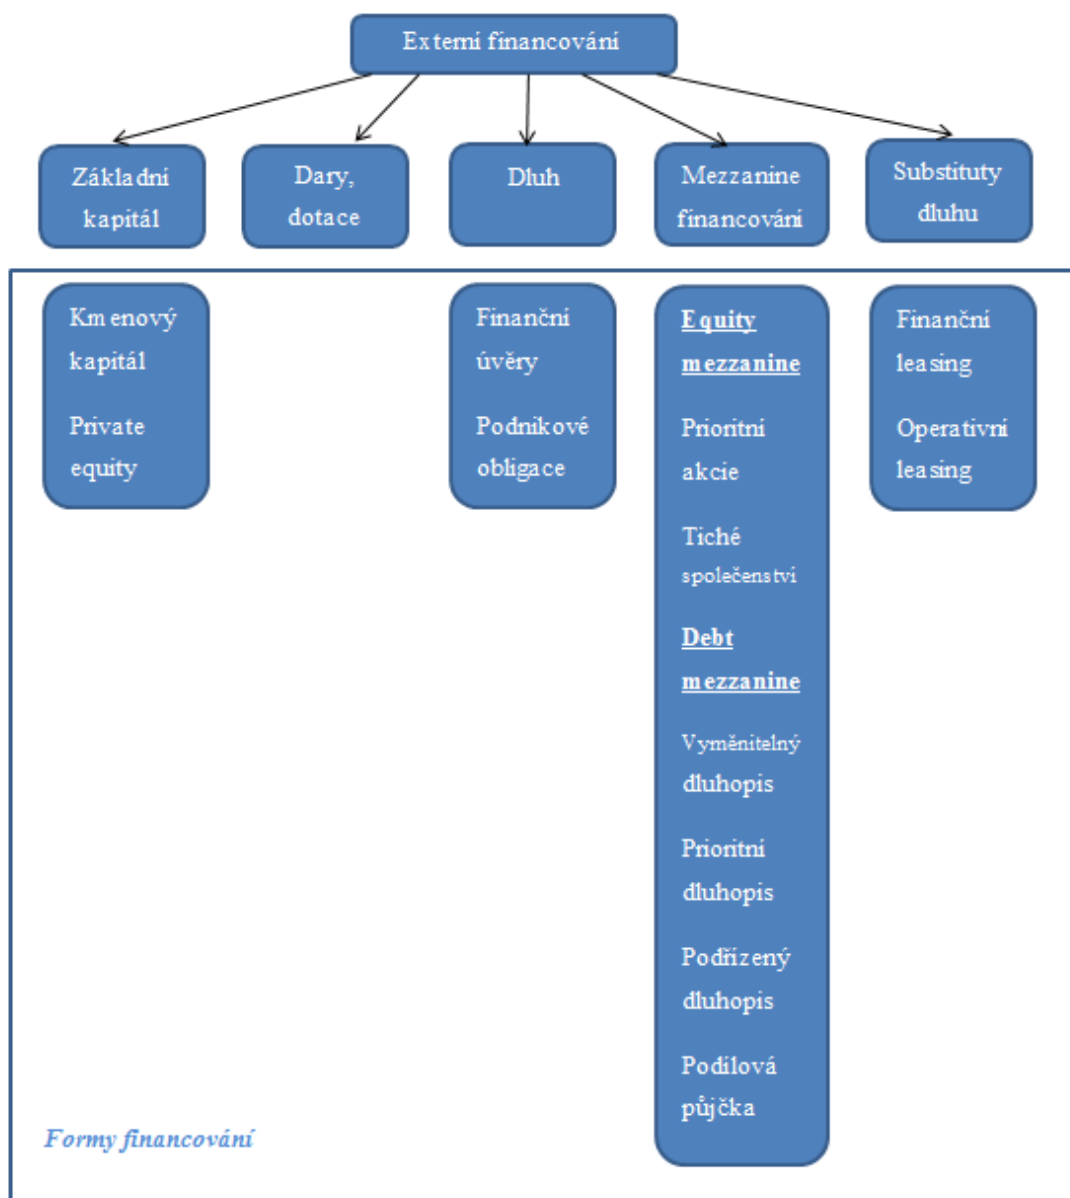 Externí financování
Základní
kapitál
Dary,
dotace
Dluh
Mezzanine
financování
Substituty
dluhu
Kmenový
kapitál
Private
equity
Finanční
úvěry
Podnikové
obligace
Equity
mezzanine
Prioritní
akcie
Tiché
společenství
Debt
mezzanine
Vyměnitelný
dluhopis
Prioritní
dluhopis
Podřízený
dluhopis
Podílová
půjčka
Finanční
leasing
Operativní
leasing
Formy financování